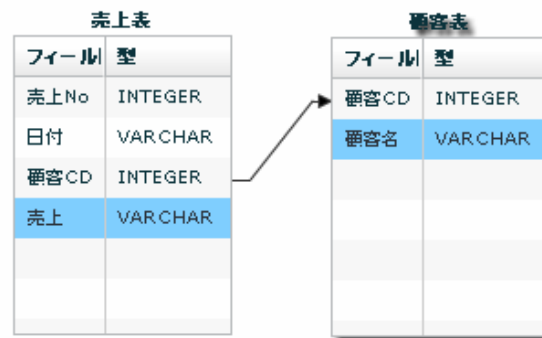 売上表
フィール 型
売上No INTEGER
日付 VARCHAR
顧客CD INTEGER
売上 VARCHAR
顧客表
フィール 型
顧客CD INTEGER
顧客名 VARCHAR